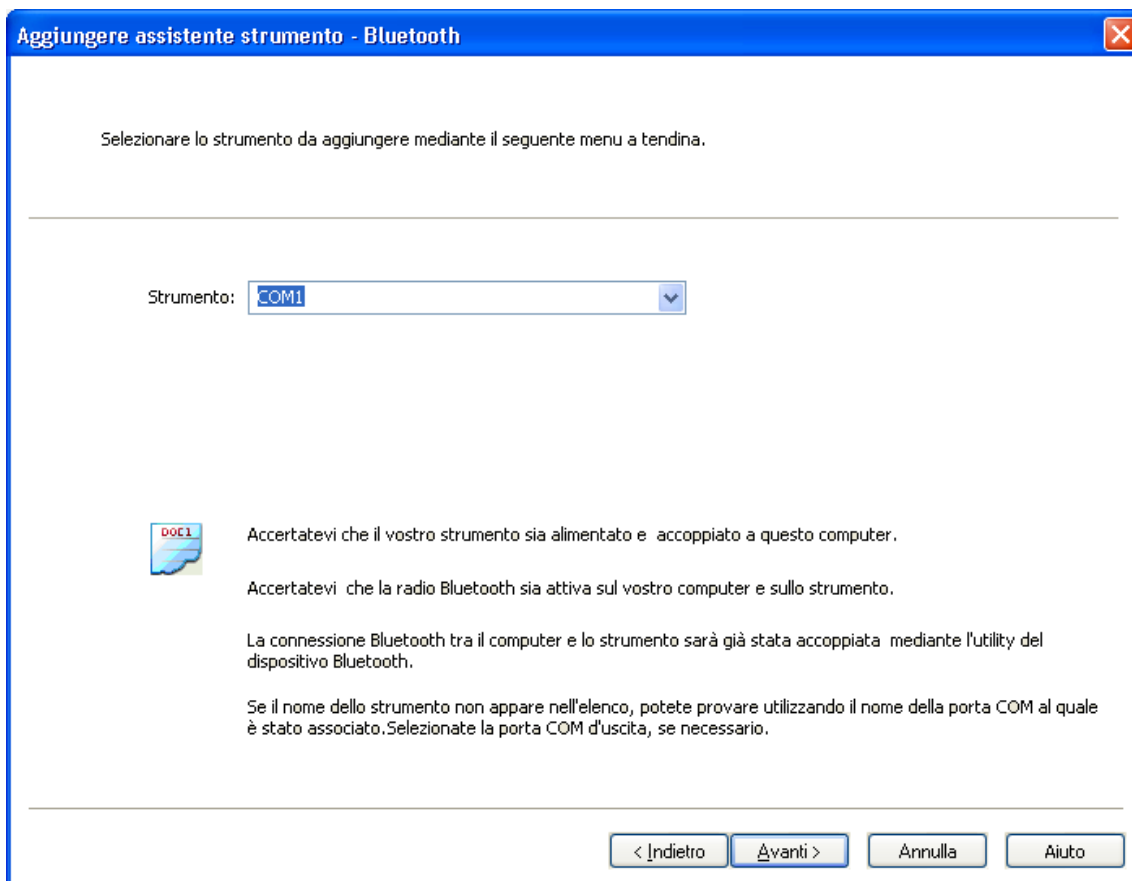 Aggiungere assistente strumento - Bluetooth
Selezionare lo strumento da aggiungere mediante il seguente menu a tendina.
Strumento: COM1
DOC1
Accertatevi che il vostro strumento sia alimentato e  accoppiato a questo computer.
Accertatevi  che la radio Bluetooth sia attiva sul vostro computer e sullo strumento.
La connessione Bluetooth tra il computer e lo strumento sarà già stata accoppiata  mediante l'utility del
dispositivo Bluetooth.
Se il nome dello strumento non appare nell'elenco, potete provare utilizzando il nome della porta COM al quale
è stato associato.Selezionate la porta COM d'uscita, se necessario.
< Indietro Avanti > Annulla Aiuto